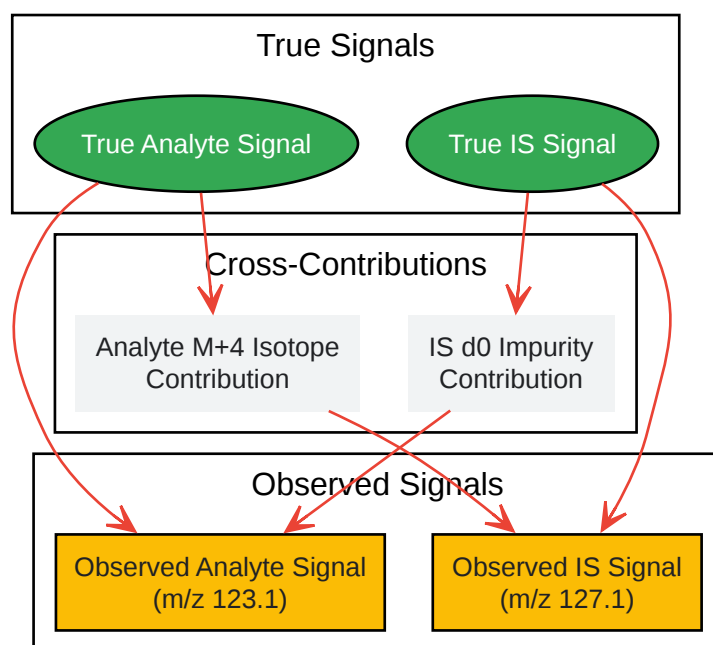 True Signals
True Analyte Signal
True IS Signal
Cross-Contributions
Analyte M+4 Isotope
Contribution
IS d0 Impurity
Contribution
Observed Signals
Observed Analyte Signal
(m/z 123.1)
Observed IS Signal
(m/z 127.1)